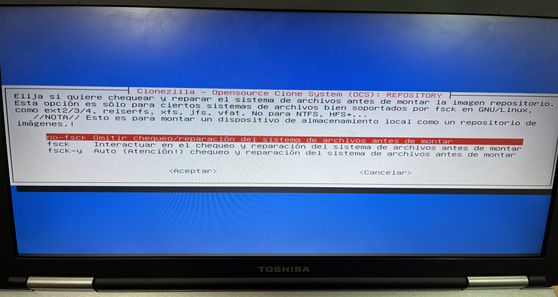 Clonezilla - Opensource Clone System (OCS): REPOSITORY
Elija si quiere chequear y reparar el sistema de archivos antes de montar la imagen repositorio.
Esta opción es sólo para ciertos sistemas de archivos bien soportados por fsck en GNU/Linux,
como ext2/3/4, reiserfs, xfs, jfs, vfat. No para NTFS, HFS+...
//NOTA// Esto es para montar un dispositivo de almacenamiento local como un repositorio de
imágenes.!
no-fsck Omitir chequeo/reparación del sistema de archivos antes de montar
fsck Interactuar en el chequeo y reparación del sistema de archivos antes de montar
fsck-y Auto (Atención!) chequeo y reparación del sistema de archivos antes de montar
<Aceptar> <Cancelar>
TOSHIBA